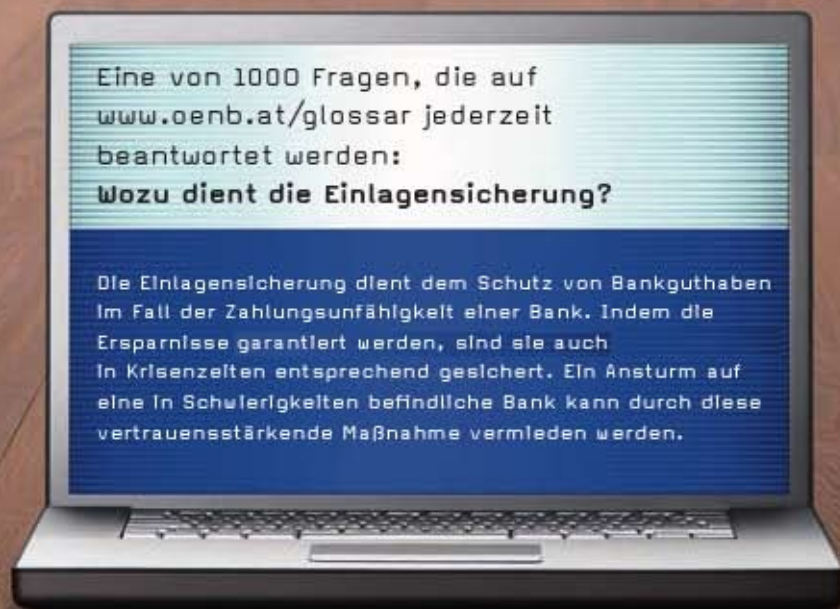 Eine von 1000 Fragen, die auf
www.oenb.at/glossar jederzeit
beantwortet werden:
Wozu dient die Einlagensicherung?
Die Einlagensicherung dient dem Schutz von Bankguthaben
im Fall der Zahlungsunfähigkeit einer Bank. Indem die
Ersparnisse garantiert werden, sind sie auch
in Krisenzeiten entsprechend gesichert. Ein Ansturm auf
eine in Schwierigkeiten befindliche Bank kann durch diese
vertrauensstärkende Maßnahme vermieden werden.